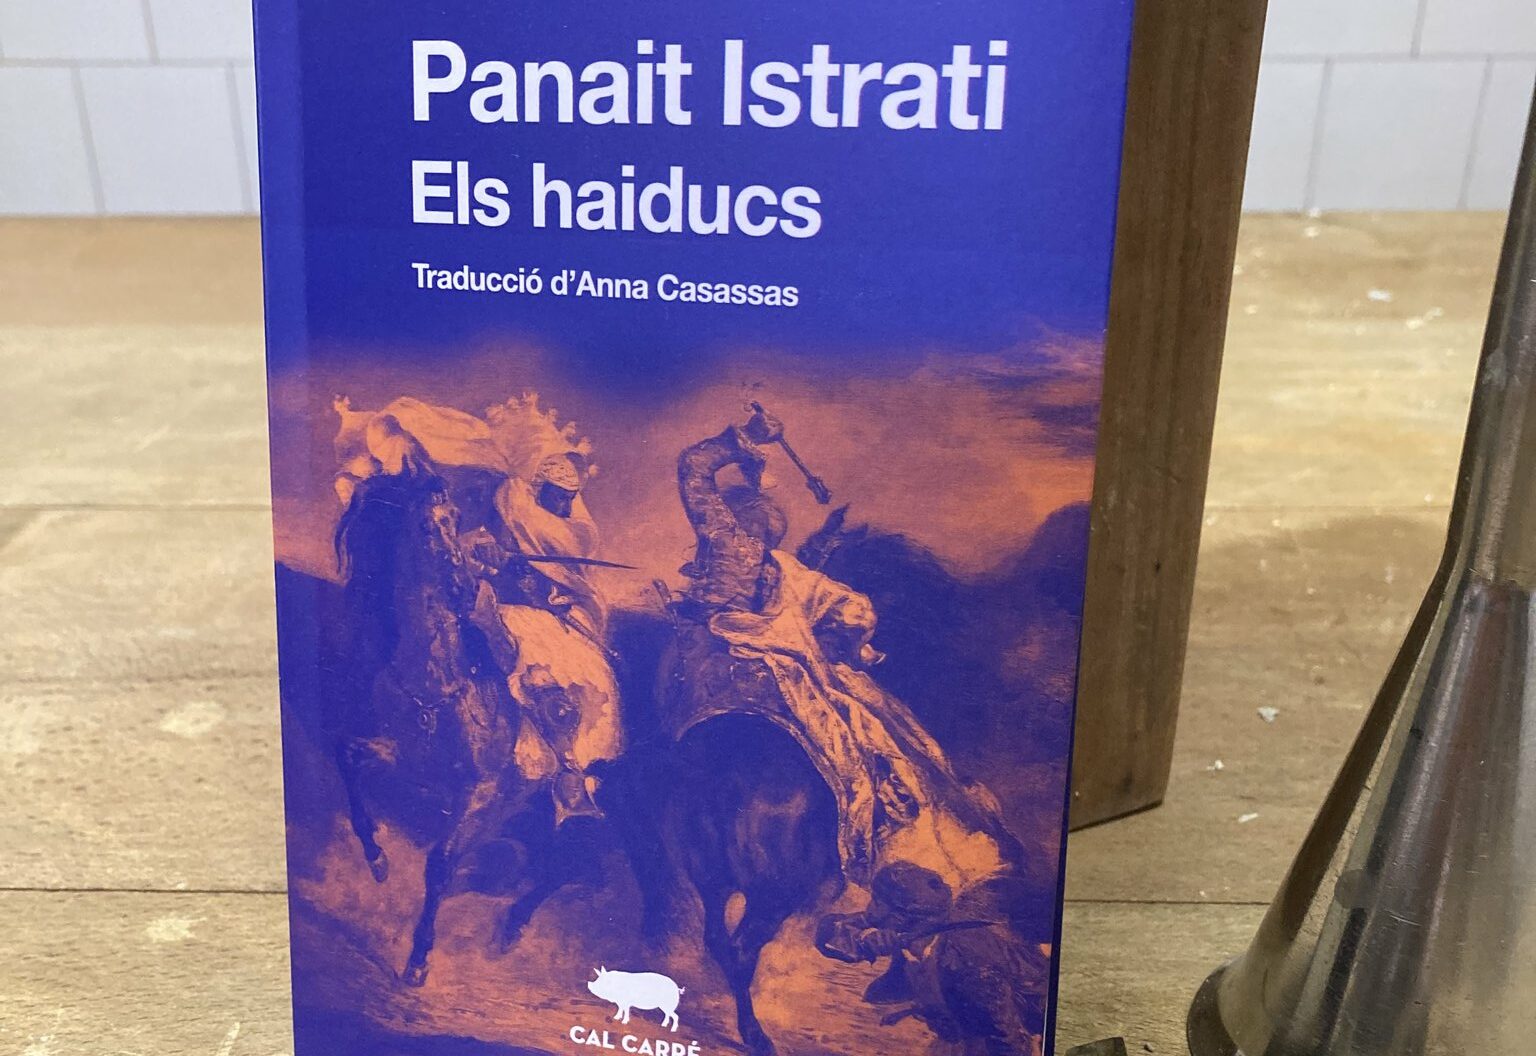 Panait Istrati
Els haiducs
Traducció d'Anna Casassas
CAL CARRÉ